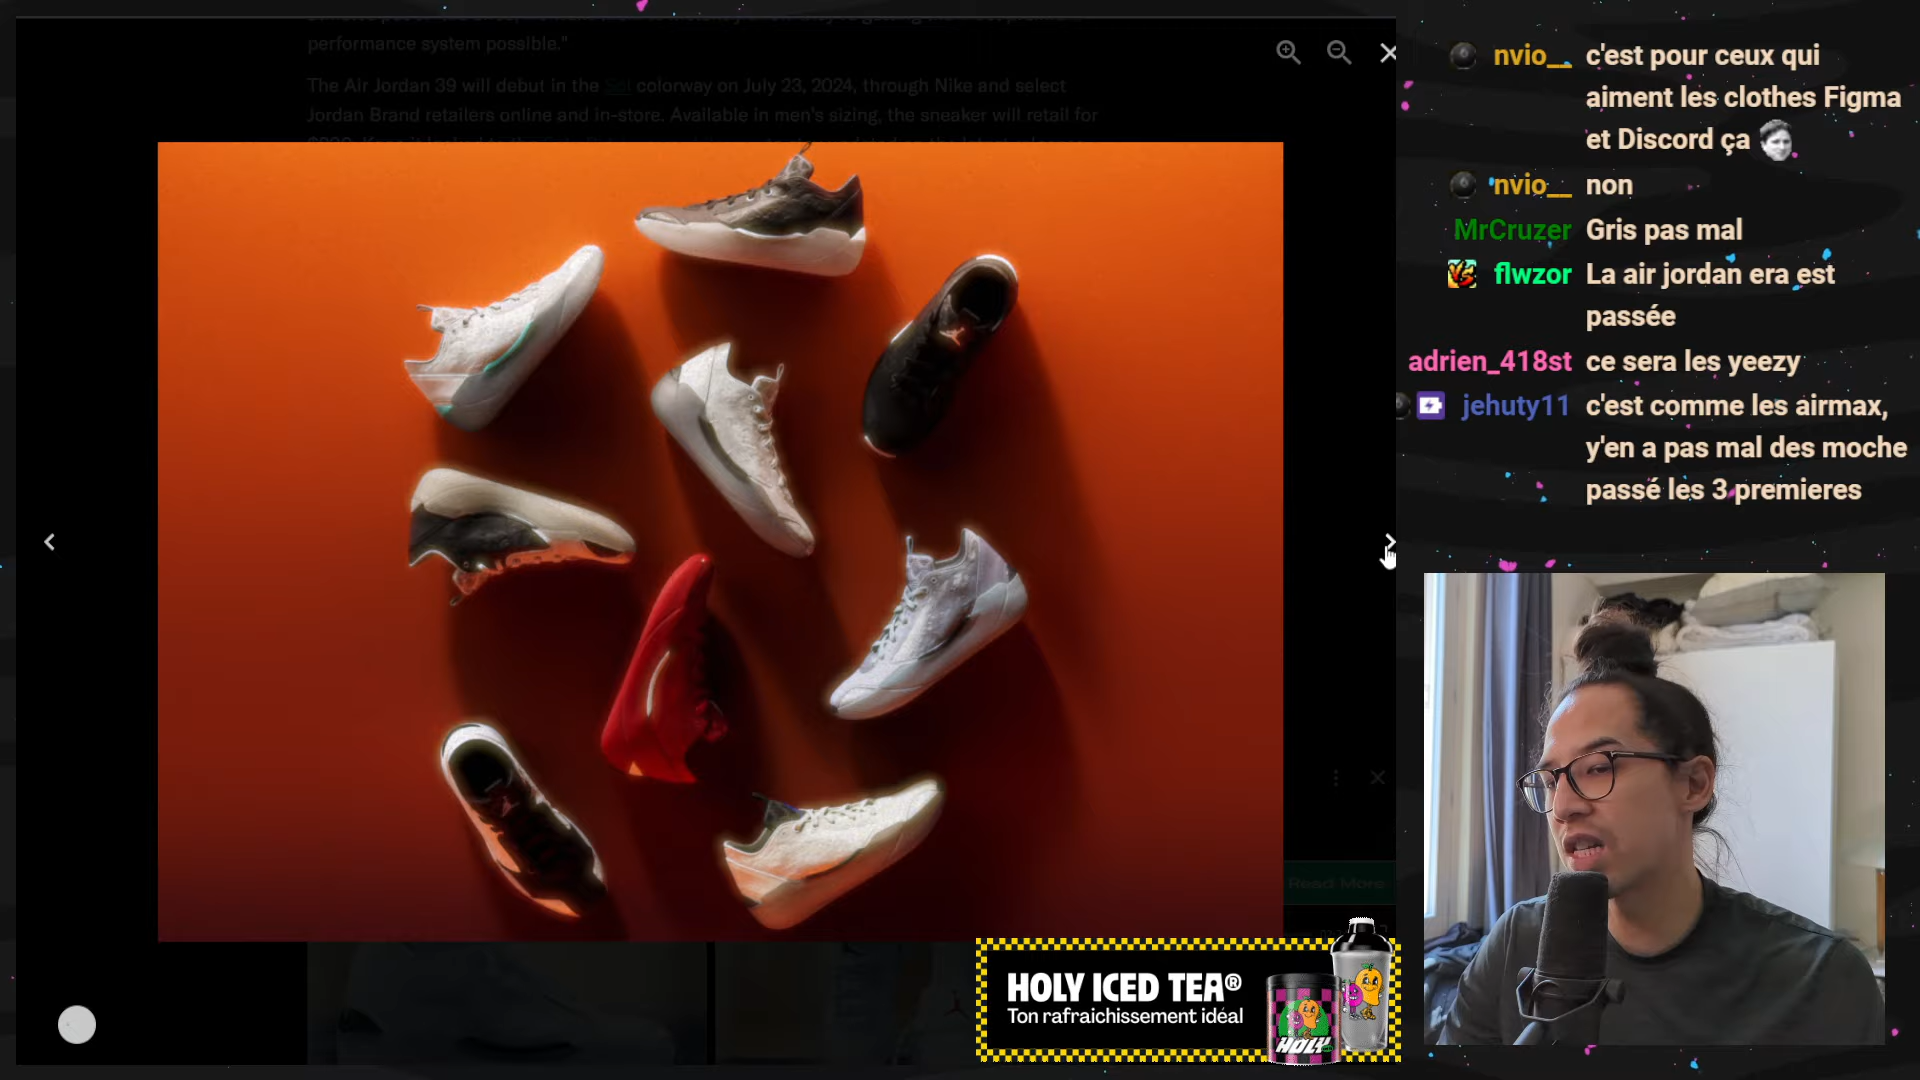 performance system possible."
The Air Jordan 39 will debut in the Sol colorway on July 23, 2024, through Nike and select
Jordan Brand retailers online and in-store. Available in men's sizing, the sneaker will retail for
Read More
HOLY ICED TEA®
Ton rafraichissement idéal
HOLY
nvio__ c'est pour ceux qui
aiment les clothes Figma
et Discord ça
nvio__ non
MrCruzer Gris pas mal
flwzor La air jordan era est
passée
adrien_418st ce sera les yeezy
jehuty11 c'est comme les airmax,
y'en a pas mal des moche
passé les 3 premieres